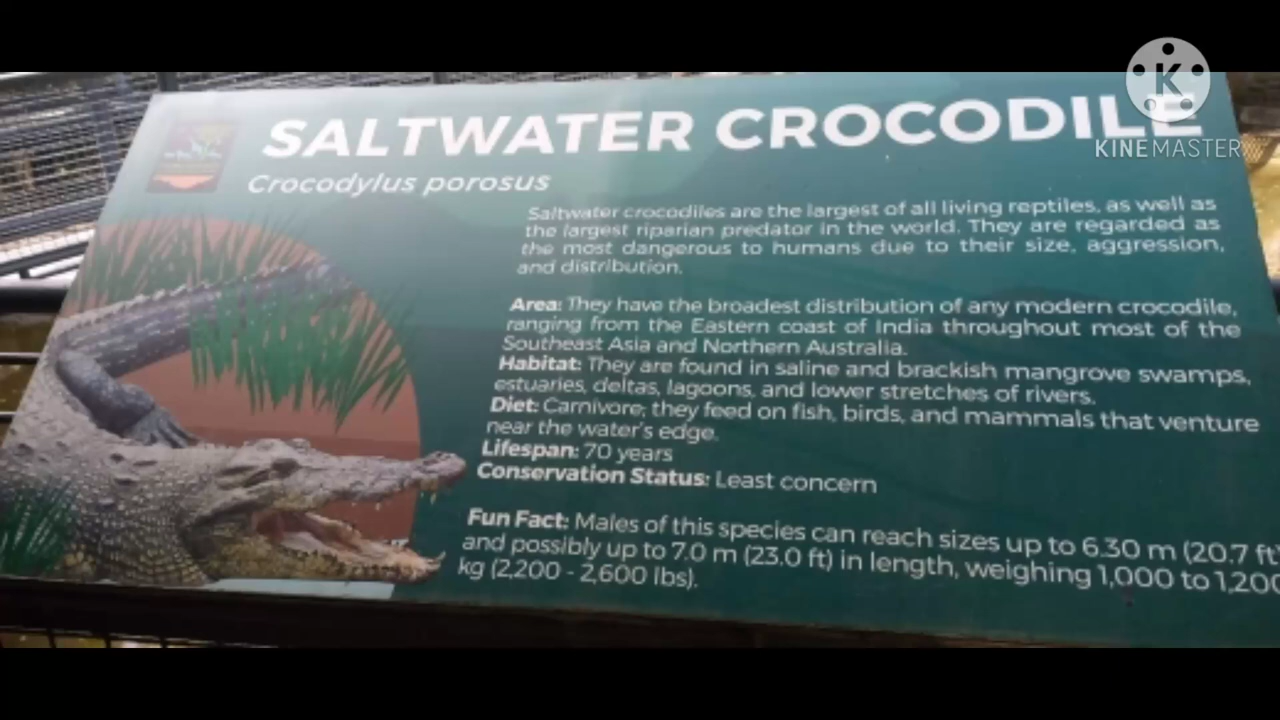 SALTWATER CROCODILE
Crocodylus porosus
Saltwater crocodiles are the largest of all living reptiles, as well as
the largest riparian predator in the world. They are regarded as
the most dangerous to humans due to their size, aggression,
and distribution.
Area: They have the broadest distribution of any modern crocodile,
ranging from the Eastern coast of India throughout most of the
Southeast Asia and Northern Australia.
Habitat: They are found in saline and brackish mangrove swamps,
estuaries, deltas, lagoons, and lower stretches of rivers.
Diet: Carnivore; they feed on fish, birds, and mammals that venture
near the water's edge.
Lifespan: 70 years
Conservation Status: Least concern
Fun Fact: Males of this species can reach sizes up to 6.30 m (20.7 ft)
and possibly up to 7.0 m (23.0 ft) in length, weighing 1,000 to 1,200
kg (2,200 - 2,600 lbs).
K
KINEMASTER